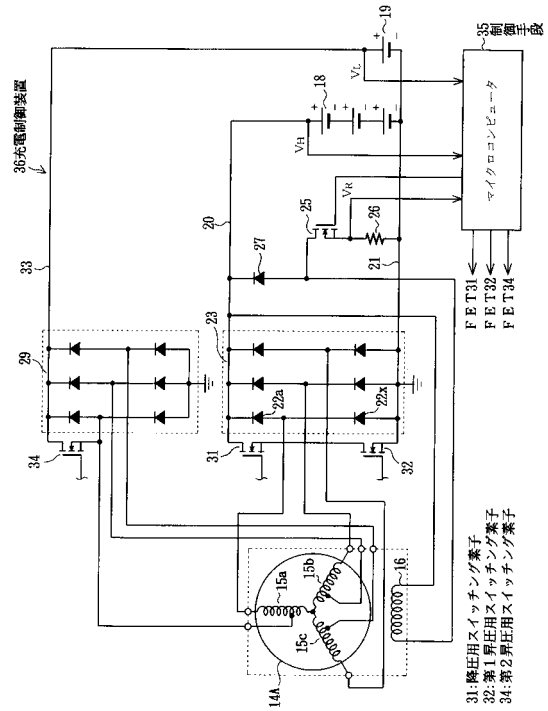 36充電制御装置
33
20
19
18
VL
VH
VR
25
26
27
21
35
制御手段
マイクロコンピュータ
FET31
FET32
FET34
29
23
22a
22x
34
31
32
15a
15b
15c
14A
16
+
−
+
−
31:降圧用スイッチング素子
32:第1昇圧用スイッチング素子
34:第2昇圧用スイッチング素子